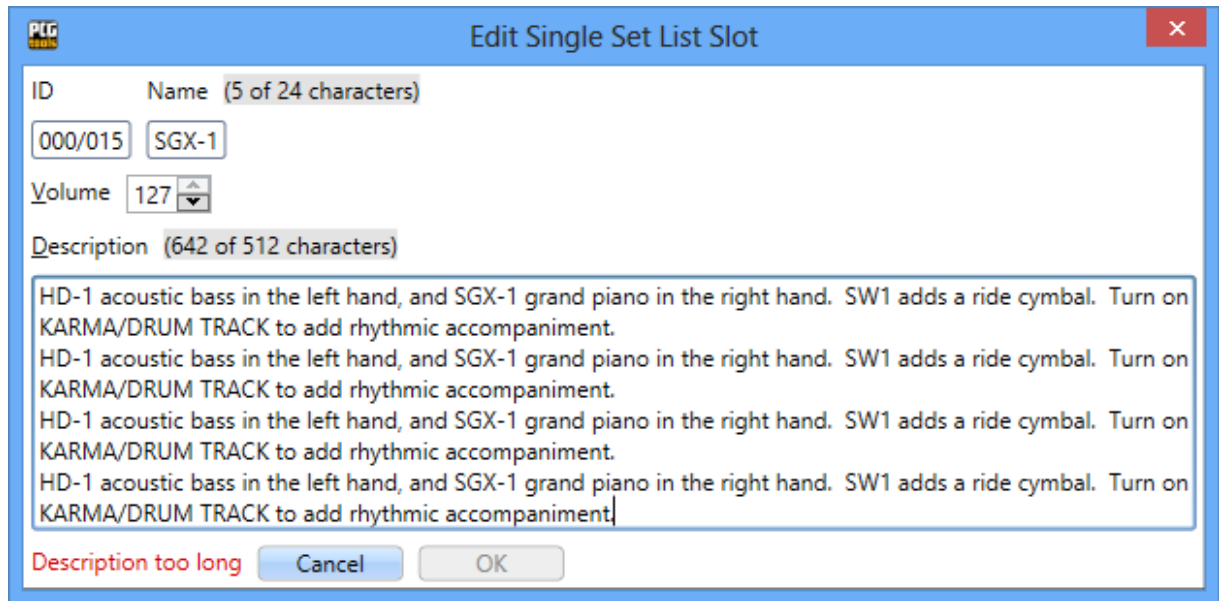 PCG
tools
Edit Single Set List Slot
ID Name (5 of 24 characters)
000/015 SGX-1
Volume 127
Description (642 of 512 characters)
HD-1 acoustic bass in the left hand, and SGX-1 grand piano in the right hand.  SW1 adds a ride cymbal.  Turn on
KARMA/DRUM TRACK to add rhythmic accompaniment.
HD-1 acoustic bass in the left hand, and SGX-1 grand piano in the right hand.  SW1 adds a ride cymbal.  Turn on
KARMA/DRUM TRACK to add rhythmic accompaniment.
HD-1 acoustic bass in the left hand, and SGX-1 grand piano in the right hand.  SW1 adds a ride cymbal.  Turn on
KARMA/DRUM TRACK to add rhythmic accompaniment.
HD-1 acoustic bass in the left hand, and SGX-1 grand piano in the right hand.  SW1 adds a ride cymbal.  Turn on
KARMA/DRUM TRACK to add rhythmic accompaniment.
Description too long Cancel OK